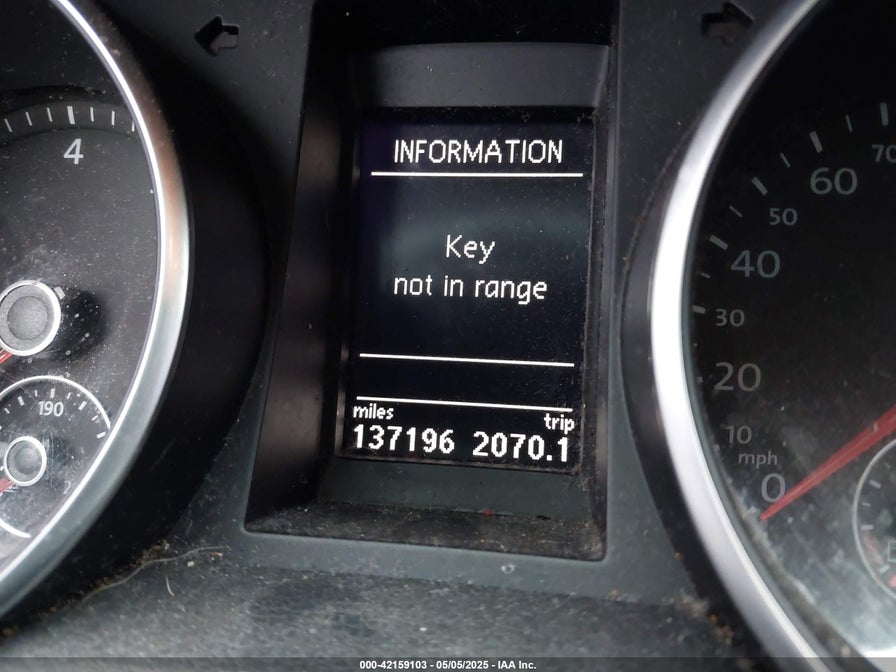 INFORMATION
Key
not in range
miles trip
137196 2070.1
4
190
70
60
50
40
30
20
10
mph
0
000-42159103 - 05/05/2025 - IAA Inc.